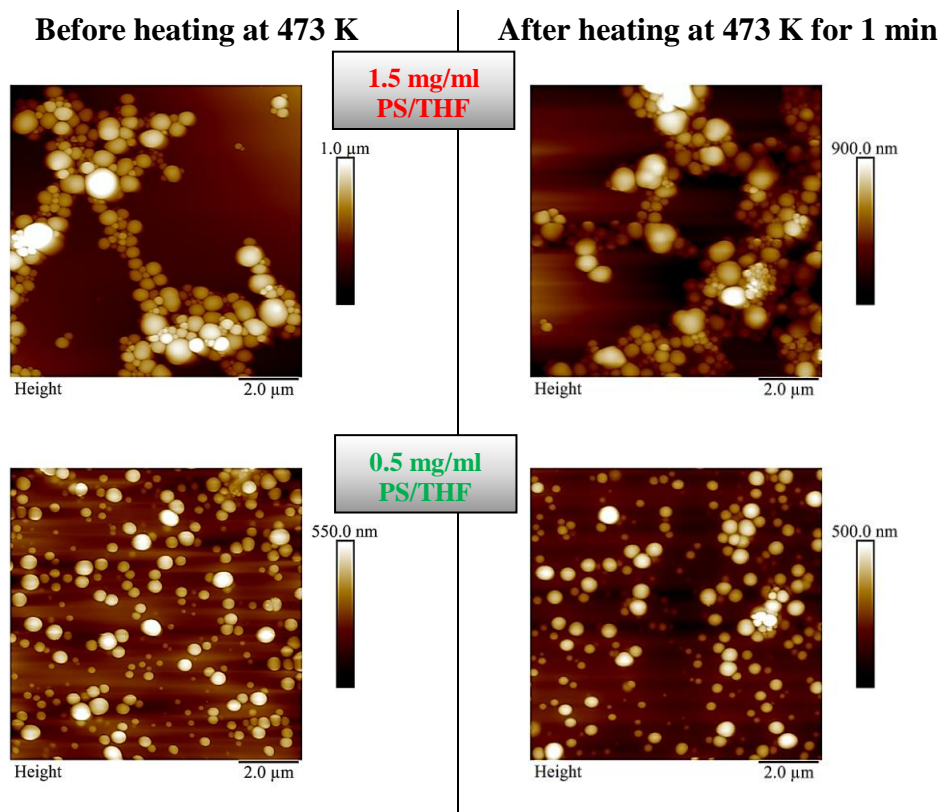 Before heating at 473 K
After heating at 473 K for 1 min
1.5 mg/ml
PS/THF
1.0 µm
900.0 nm
Height
2.0 µm
Height
2.0 µm
0.5 mg/ml
PS/THF
550.0 nm
500.0 nm
Height
2.0 µm
Height
2.0 µm